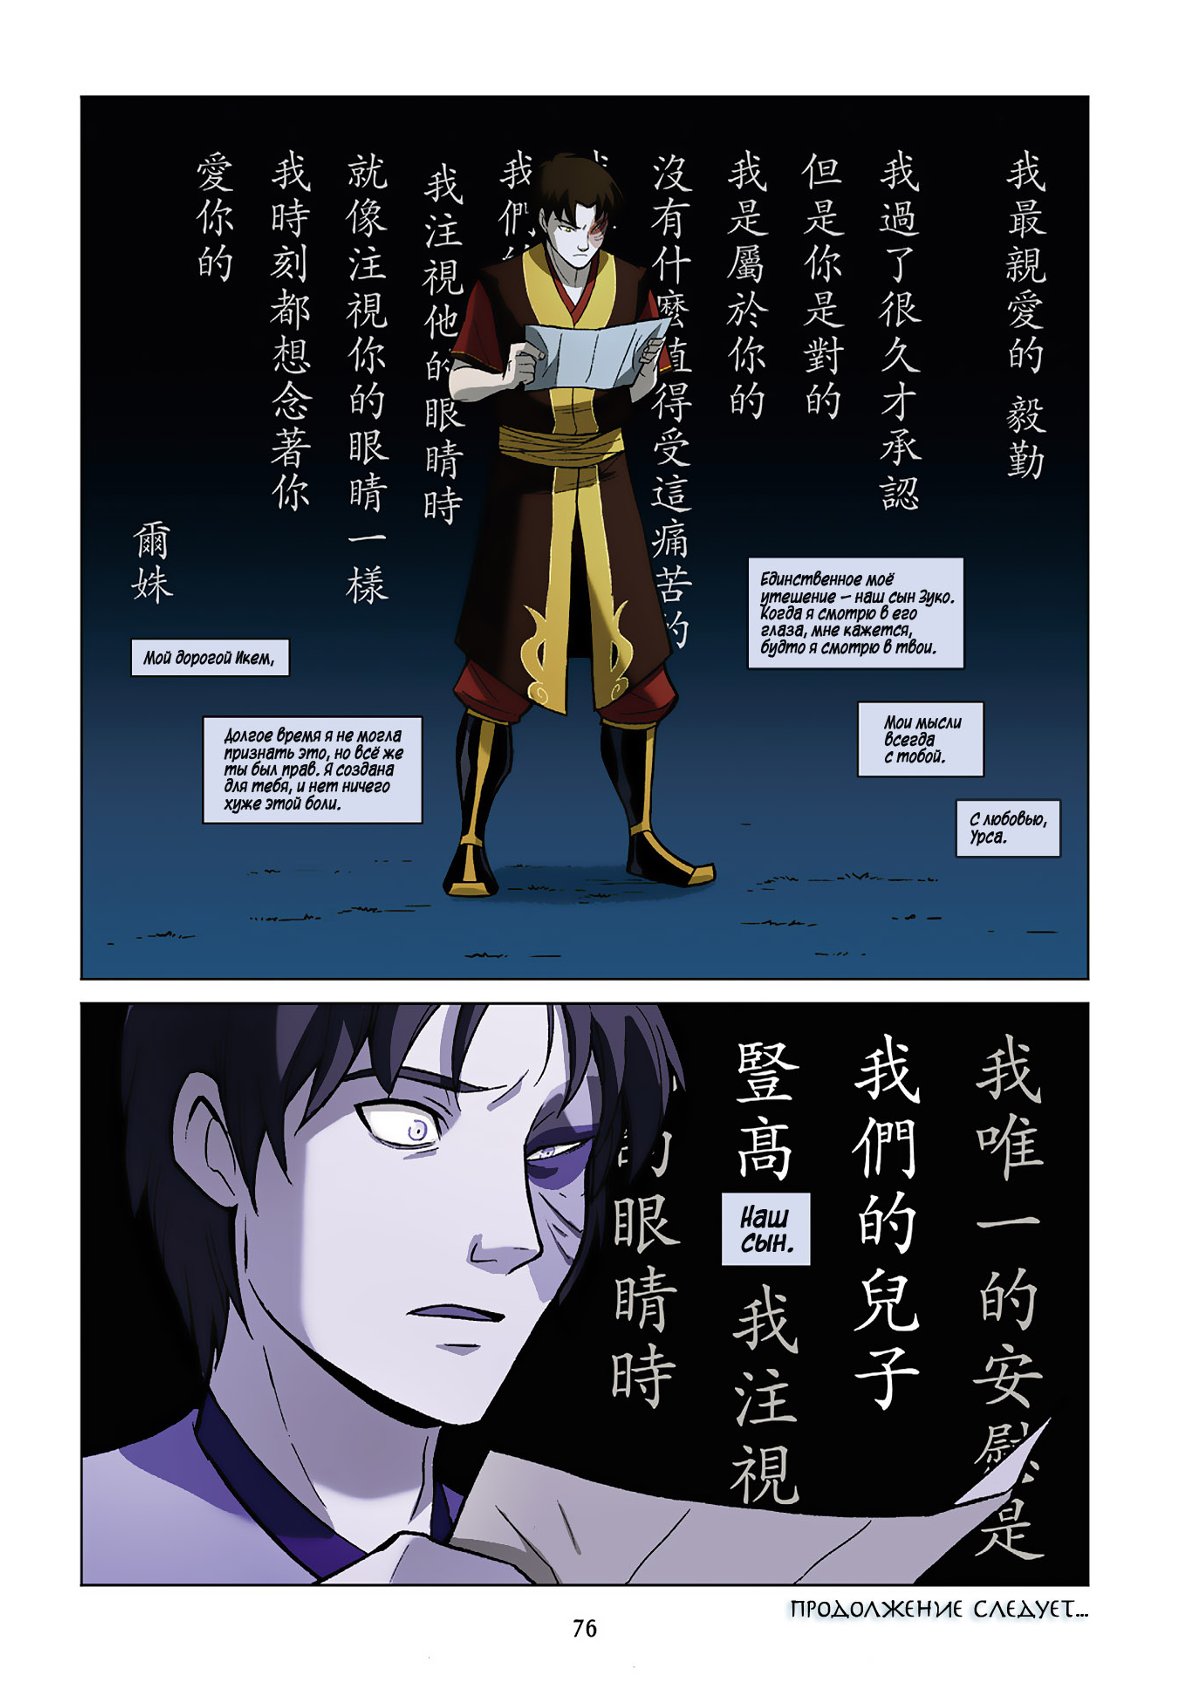 我最親愛的 毅勤
我過了很久才承認
但是你是對的
我是屬於你的
沒有什麼值得受這痛苦的
我
我們的
我注視他的眼睛時
就像注視你的眼睛一樣
我時刻都想念著你
愛你的
爾姝
Мой дорогой Икем,
Долгое время я не могла
признать это, но всё же
ты был прав. Я создана
для тебя, и нет ничего
хуже этой боли.
Единственное моё
утешение – наш сын Зуко.
Когда я смотрю в его
глаза, мне кажется,
будто я смотрю в твои.
Мои мысли
всегда
с тобой.
С любовью,
Урса.
我唯一的安慰是
我們的兒子
豎高
我注視
的眼睛時
Наш
сын.
ПРОДОЛЖЕНИЕ СЛЕДУЕТ...
76